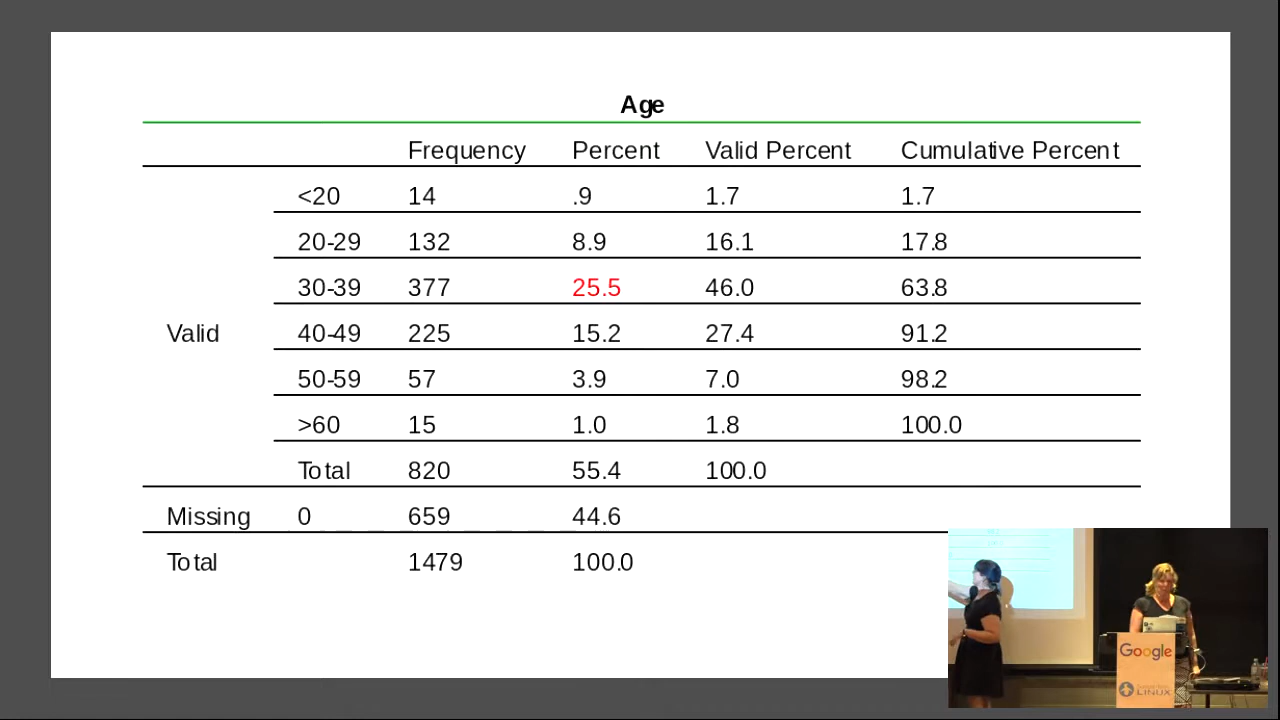 Age
Frequency Percent Valid Percent Cumulative Percent
<20 14 .9 1.7 1.7
20-29 132 8.9 16.1 17.8
30-39 377 25.5 46.0 63.8
Valid 40-49 225 15.2 27.4 91.2
50-59 57 3.9 7.0 98.2
>60 15 1.0 1.8 100.0
Total 820 55.4 100.0
Missing 0 659 44.6
Total 1479 100.0
Google
LINUX